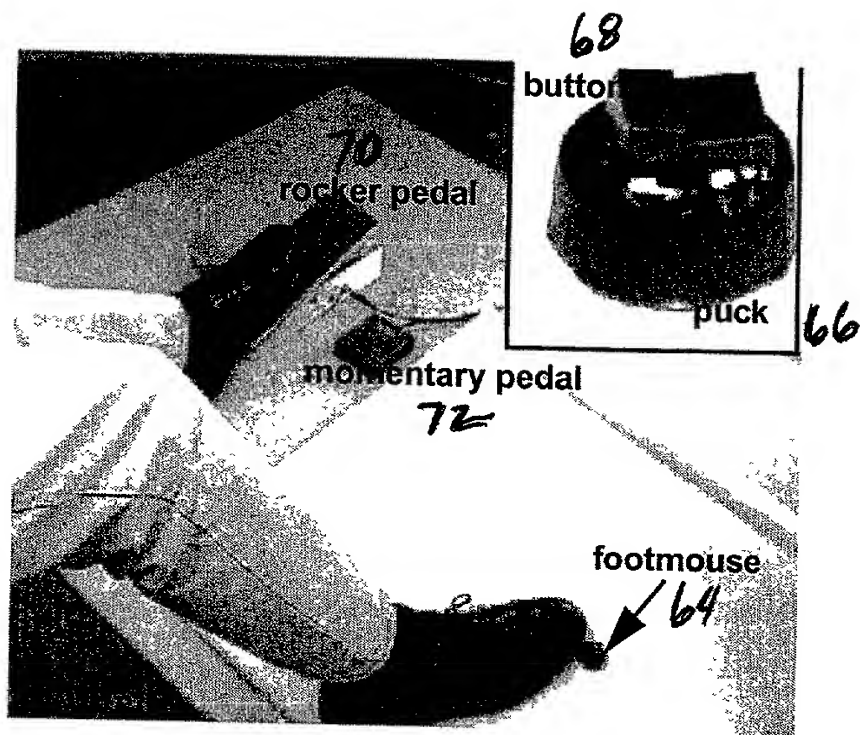 68
button
70
rocker pedal
puck
66
momentary pedal
72
footmouse
64